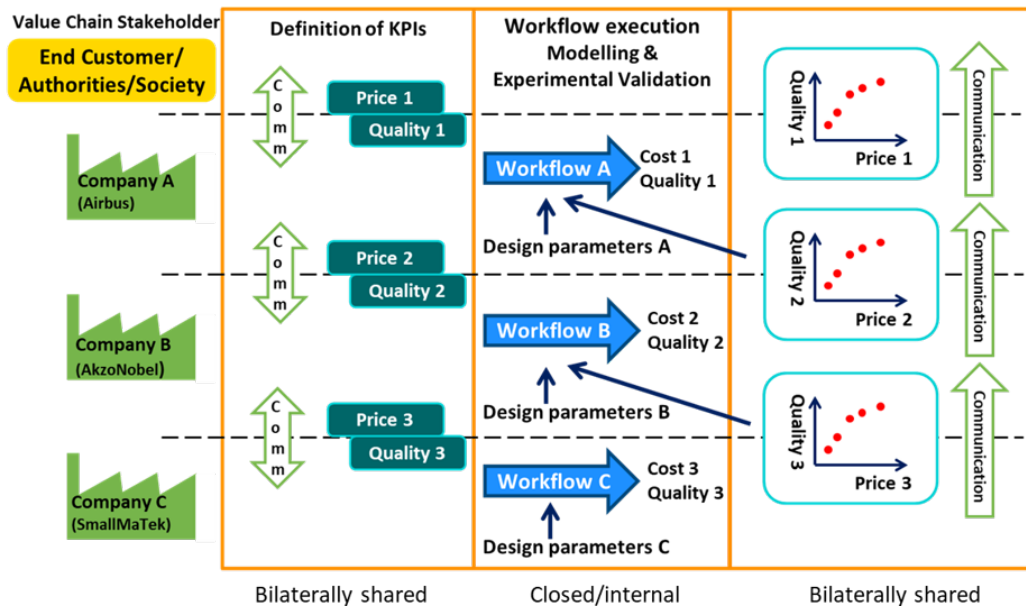 Value Chain Stakeholder
End Customer/
Authorities/Society
Company A
(Airbus)
Company B
(AkzoNobel)
Company C
(SmallMaTek)
Definition of KPIs
Comm
Price 1
Quality 1
Comm
Price 2
Quality 2
Comm
Price 3
Quality 3
Bilaterally shared
Workflow execution
Modelling &
Experimental Validation
Workflow A
Cost 1
Quality 1
Design parameters A
Workflow B
Cost 2
Quality 2
Design parameters B
Workflow C
Cost 3
Quality 3
Design parameters C
Closed/internal
Quality 1
Price 1
Communication
Quality 2
Price 2
Communication
Quality 3
Price 3
Communication
Bilaterally shared